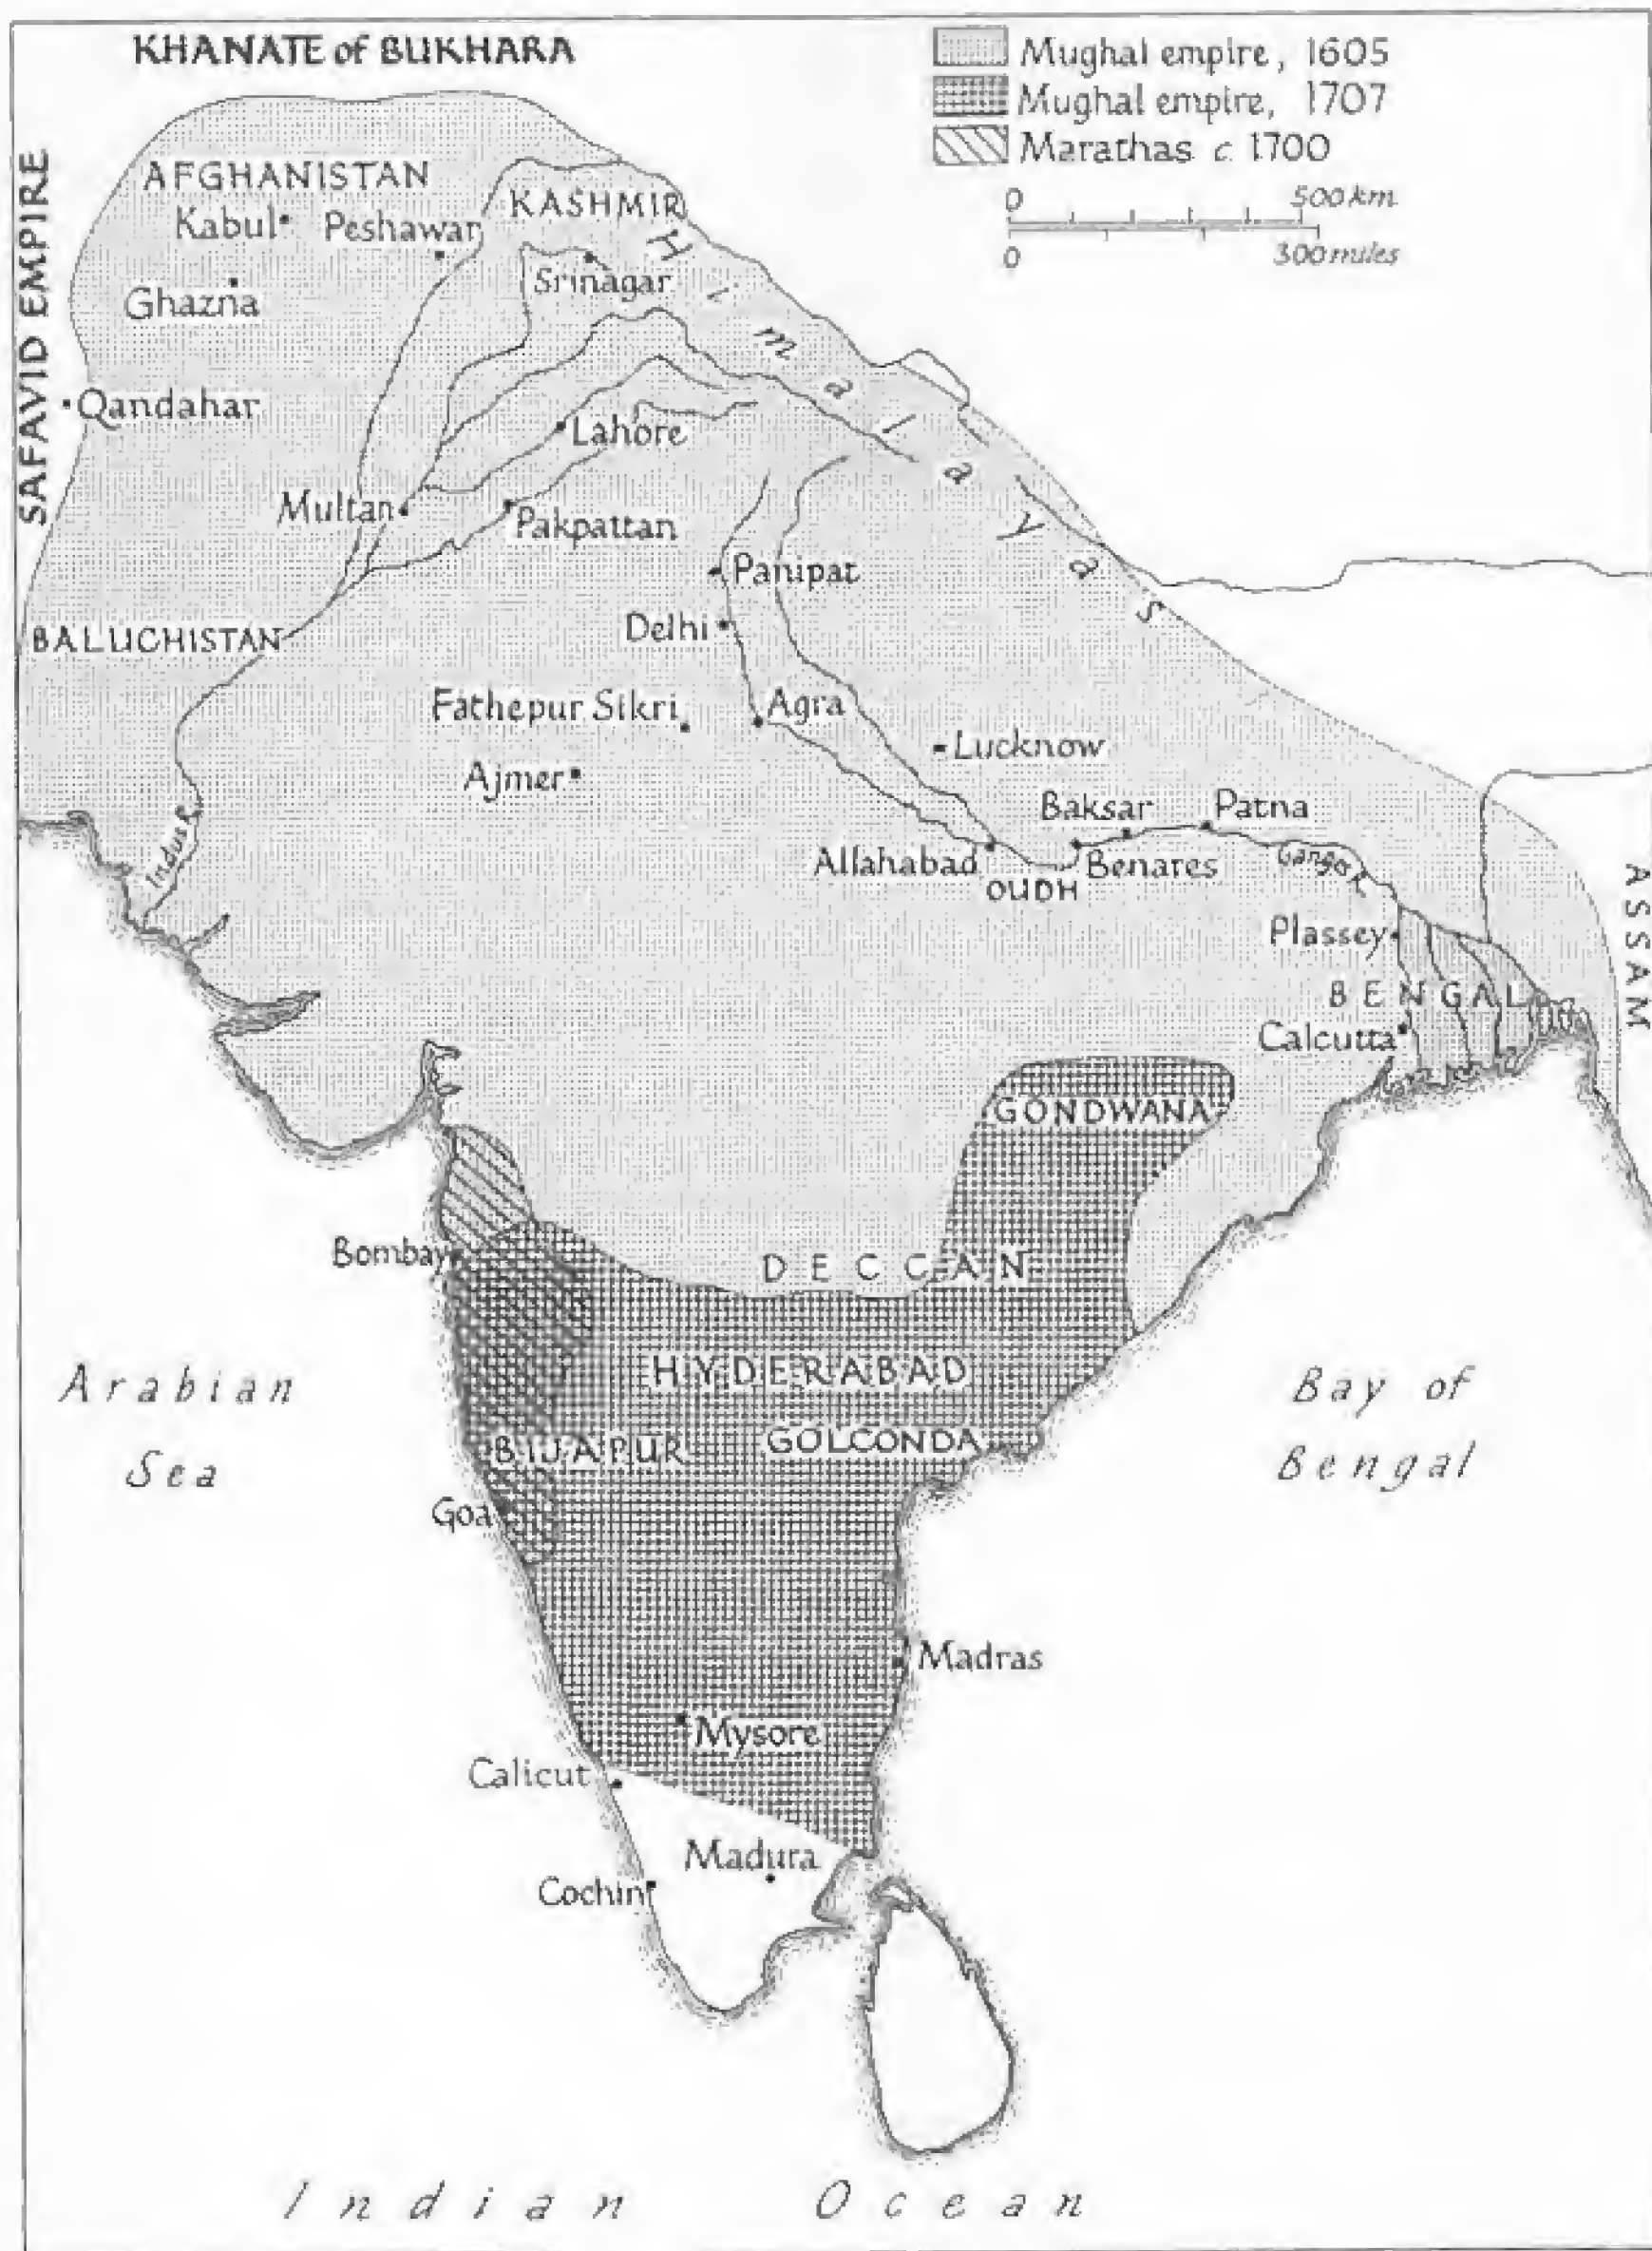 KHANATE of BUKHARA
Mughal empire, 1605
Mughal empire, 1707
Marathas c. 1700
0 500 km
0 300 miles
SAFAVID EMPIRE
AFGHANISTAN
Kabul
Peshawar
KASHMIR
Srinagar
Ghazna
Himalayas
Qandahar
Lahore
Multan
Pakpattan
Panipat
Delhi
BALUCHISTAN
Fathepur Sikri
Agra
Lucknow
Ajmer
Indus R.
Baksar
Patna
Allahabad
Benares
Ganges R.
OUDH
ASSAM
Plassey
BENGAL
Calcutta
GONDWANA
Bombay
DECCAN
HYDERABAD
Arabian
Sea
Bay of
Bengal
BIJAPUR
GOLCONDA
Goa
Madras
Mysore
Calicut
Madura
Cochin
Indian Ocean